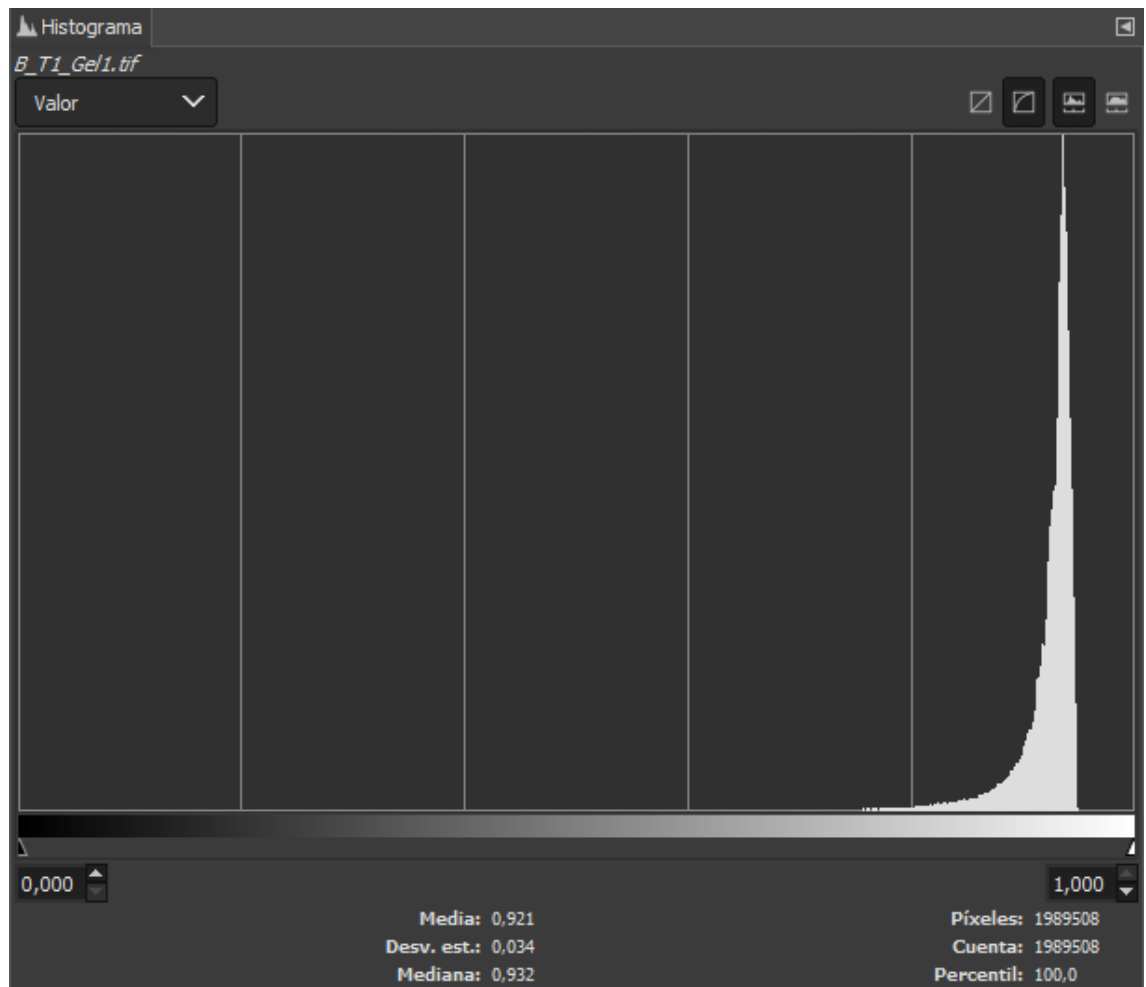 Histograma
B_T1_Gel1.tif
Valor
0,000 1,000
Media: 0,921 Píxeles: 1989508
Desv. est.: 0,034 Cuenta: 1989508
Mediana: 0,932 Percentil: 100,0